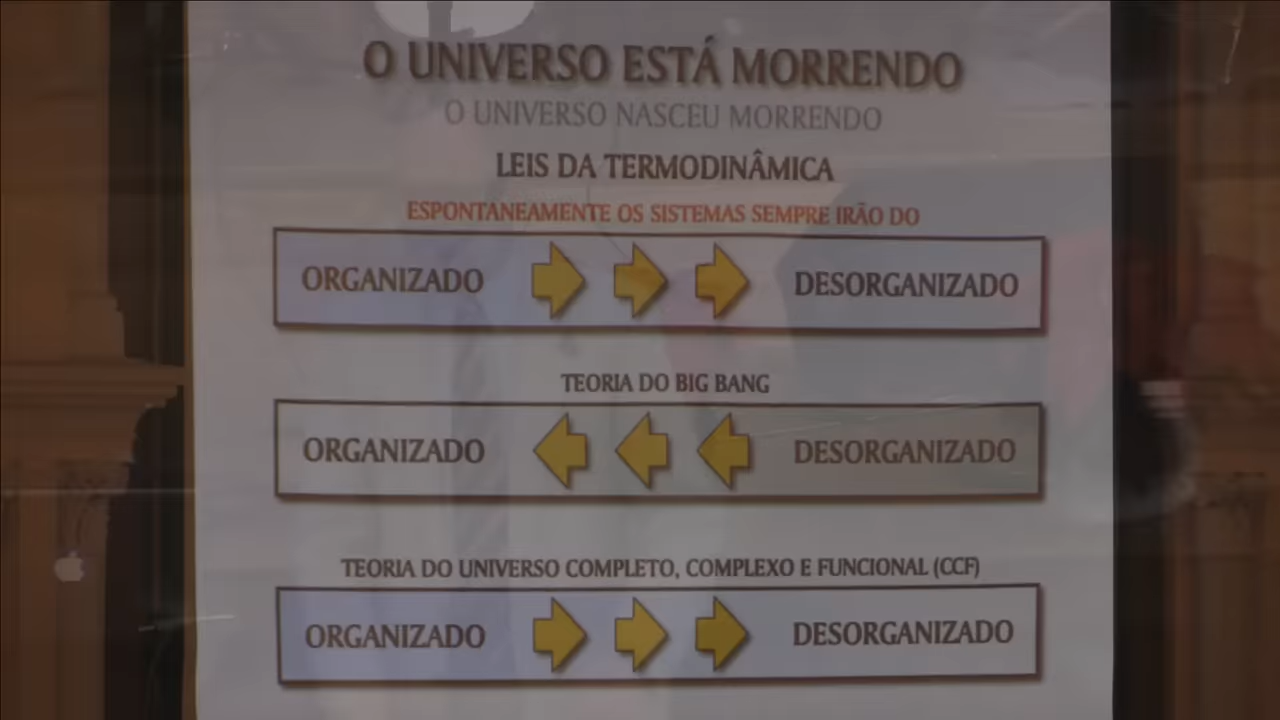 O UNIVERSO ESTÁ MORRENDO
O UNIVERSO NASCEU MORRENDO
LEIS DA TERMODINÂMICA
ESPONTANEAMENTE OS SISTEMAS SEMPRE IRÃO DO
ORGANIZADO DESORGANIZADO
TEORIA DO BIG BANG
ORGANIZADO DESORGANIZADO
TEORIA DO UNIVERSO COMPLETO, COMPLEXO E FUNCIONAL (CCF)
ORGANIZADO DESORGANIZADO